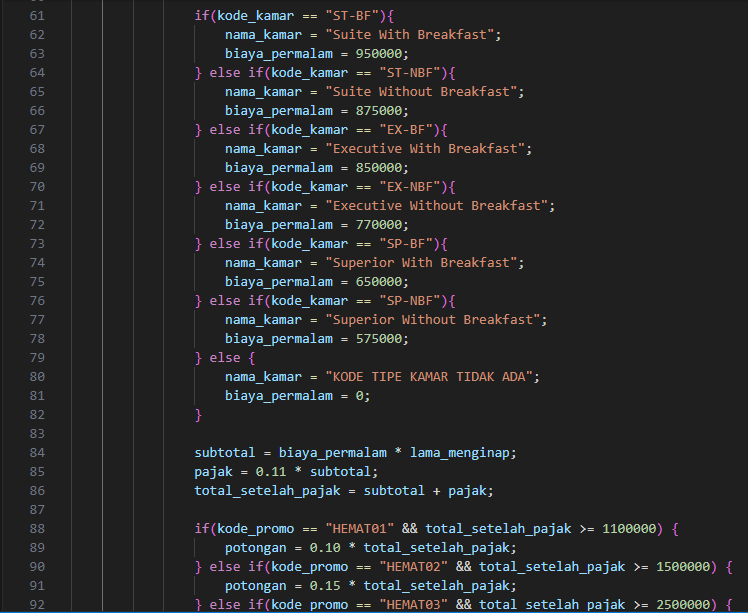 61 if(kode_kamar == "ST-BF"){
62 nama_kamar = "Suite With Breakfast";
63 biaya_permalam = 950000;
64 } else if(kode_kamar == "ST-NBF"){
65 nama_kamar = "Suite Without Breakfast";
66 biaya_permalam = 875000;
67 } else if(kode_kamar == "EX-BF"){
68 nama_kamar = "Executive With Breakfast";
69 biaya_permalam = 850000;
70 } else if(kode_kamar == "EX-NBF"){
71 nama_kamar = "Executive Without Breakfast";
72 biaya_permalam = 770000;
73 } else if(kode_kamar == "SP-BF"){
74 nama_kamar = "Superior With Breakfast";
75 biaya_permalam = 650000;
76 } else if(kode_kamar == "SP-NBF"){
77 nama_kamar = "Superior Without Breakfast";
78 biaya_permalam = 575000;
79 } else {
80 nama_kamar = "KODE TIPE KAMAR TIDAK ADA";
81 biaya_permalam = 0;
82 }
83
84 subtotal = biaya_permalam * lama_menginap;
85 pajak = 0.11 * subtotal;
86 total_setelah_pajak = subtotal + pajak;
87
88 if(kode_promo == "HEMAT01" && total_setelah_pajak >= 1100000) {
89 potongan = 0.10 * total_setelah_pajak;
90 } else if(kode_promo == "HEMAT02" && total_setelah_pajak >= 1500000) {
91 potongan = 0.15 * total_setelah_pajak;
92 } else if(kode_promo == "HEMAT03" && total_setelah_pajak >= 2500000) {